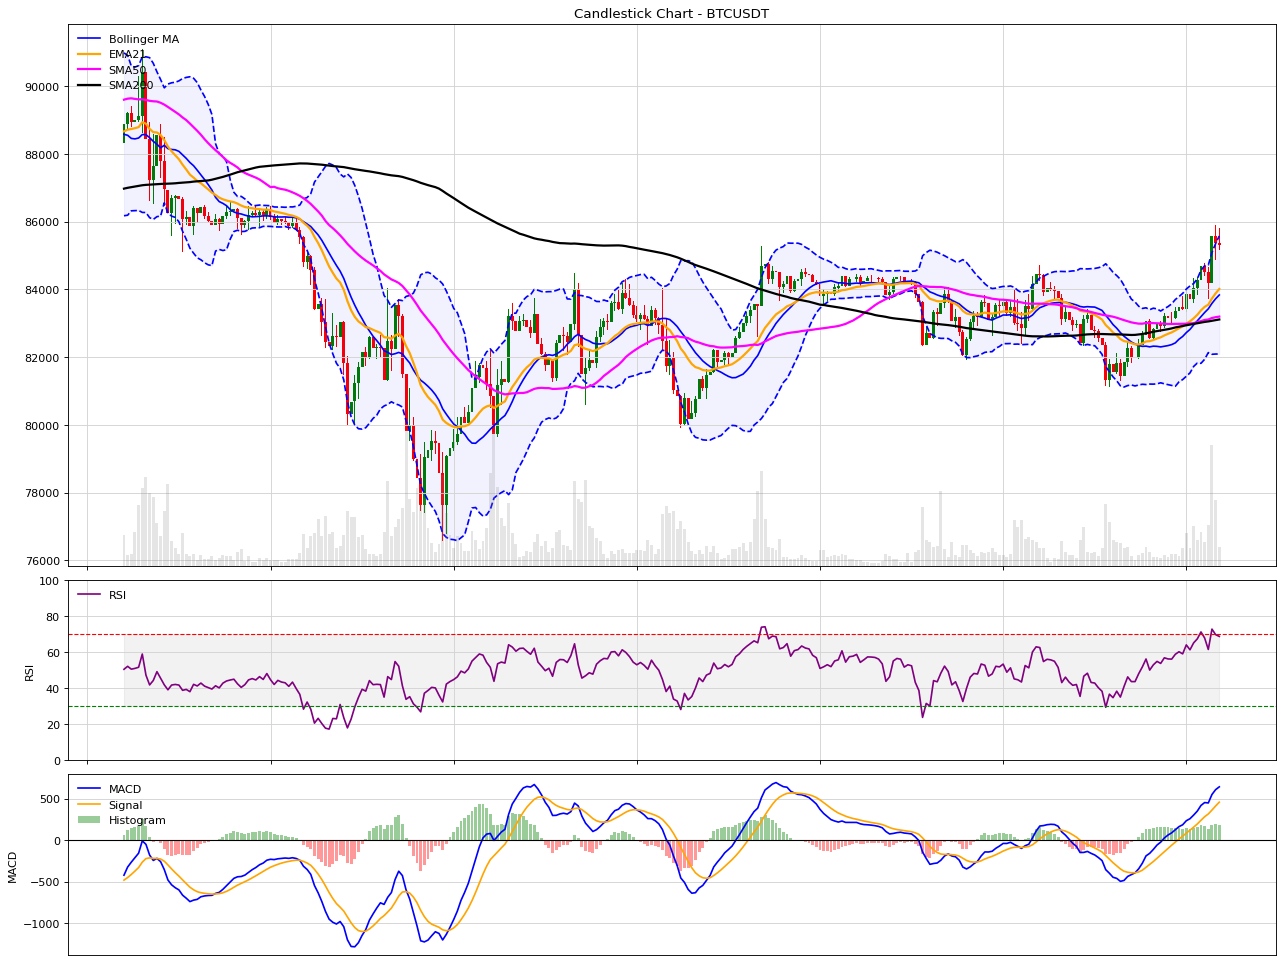 Candlestick Chart - BTCUSDT
Bollinger MA
EMA21
SMA50
SMA200
90000
88000
86000
84000
82000
80000
78000
76000
RSI
100
80
60
40
20
0
RSI
MACD
Signal
Histogram
500
0
−500
−1000
MACD